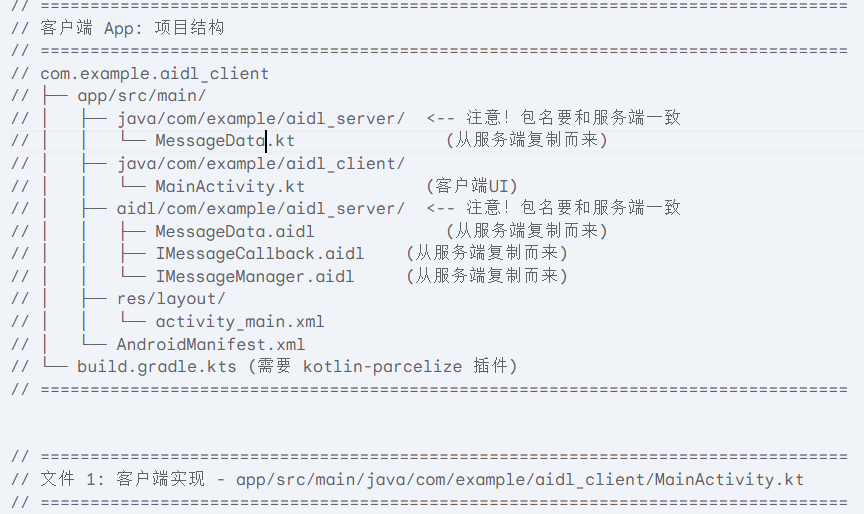 // =============================================================================
// 客户端 App: 项目结构
// =============================================================================
// com.example.aidl_client
// ├── app/src/main/
// │   ├── java/com/example/aidl_server/  <-- 注意! 包名要和服务端一致
// │   │   └── MessageData.kt               (从服务端复制而来)
// │   ├── java/com/example/aidl_client/
// │   │   └── MainActivity.kt            (客户端UI)
// │   ├── aidl/com/example/aidl_server/  <-- 注意! 包名要和服务端一致
// │   │   ├── MessageData.aidl             (从服务端复制而来)
// │   │   ├── IMessageCallback.aidl    (从服务端复制而来)
// │   │   └── IMessageManager.aidl     (从服务端复制而来)
// │   ├── res/layout/
// │   │   └── activity_main.xml
// │   └── AndroidManifest.xml
// └── build.gradle.kts (需要 kotlin-parcelize 插件)
// =============================================================================
// =============================================================================
// 文件 1: 客户端实现 - app/src/main/java/com/example/aidl_client/MainActivity.kt
// =============================================================================